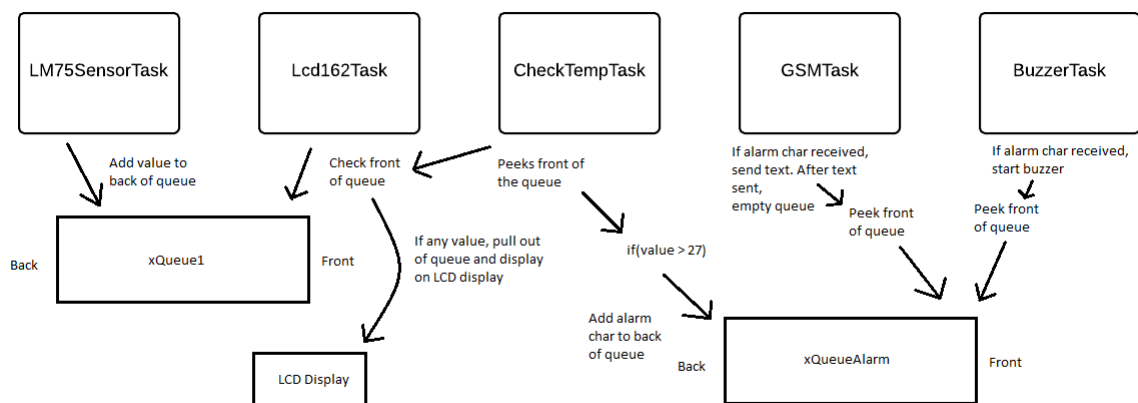 LM75SensorTask
Lcd162Task
CheckTempTask
GSMTask
BuzzerTask
Add value to
back of queue
Check front
of queue
Peeks front of
the queue
If alarm char received,
send text. After text
sent,
empty queue
If alarm char received,
start buzzer
Peek front
of queue
Peek front
of queue
Back
xQueue1
Front
If any value, pull out
of queue and display
on LCD display
if(value > 27)
Add alarm
char to back
of queue
Back
xQueueAlarm
Front
LCD Display